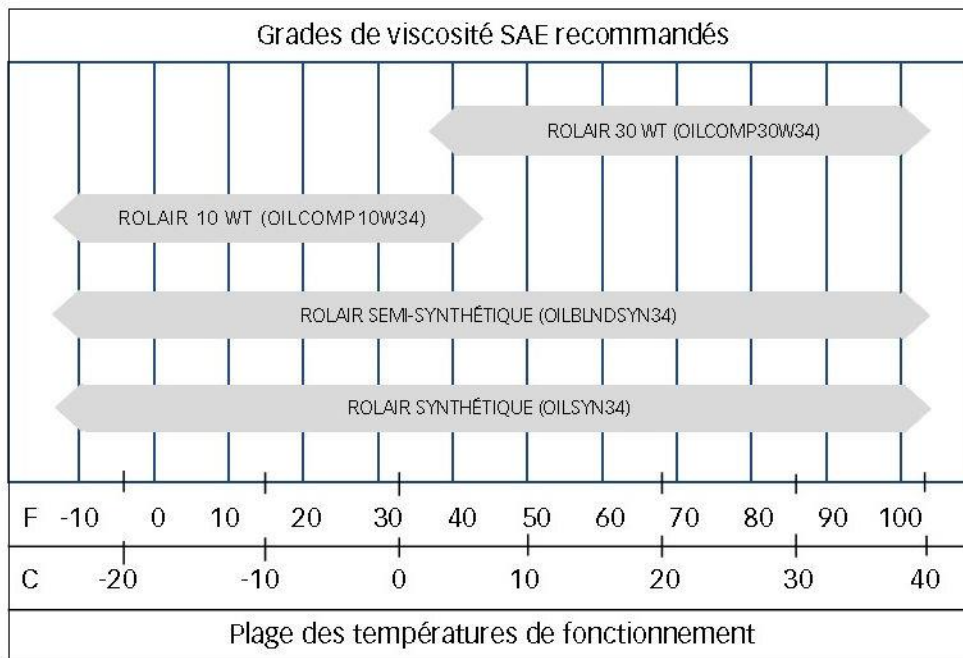 Grades de viscosité SAE recommandés
ROLAIR 30 WT (OILCOMP30W34)
ROLAIR 10 WT (OILCOMP10W34)
ROLAIR SEMI-SYNTHÉTIQUE (OILBLNDSYN34)
ROLAIR SYNTHÉTIQUE (OILSYN34)
F -10 0 10 20 30 40 50 60 70 80 90 100
C -20 -10 0 10 20 30 40
Plage des températures de fonctionnement